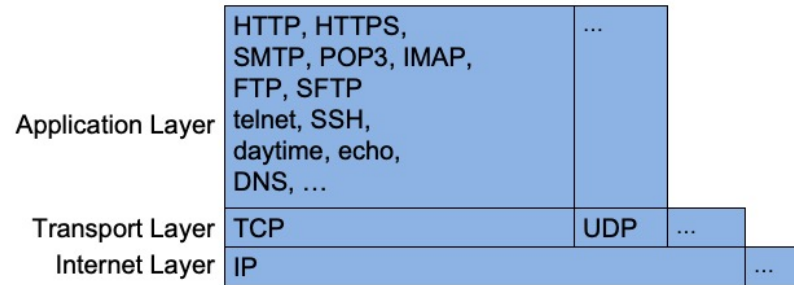 HTTP, HTTPS,
SMTP, POP3, IMAP,
FTP, SFTP
Application Layer telnet, SSH,
daytime, echo,
DNS, …
...
Transport Layer TCP UDP ...
Internet Layer IP ...